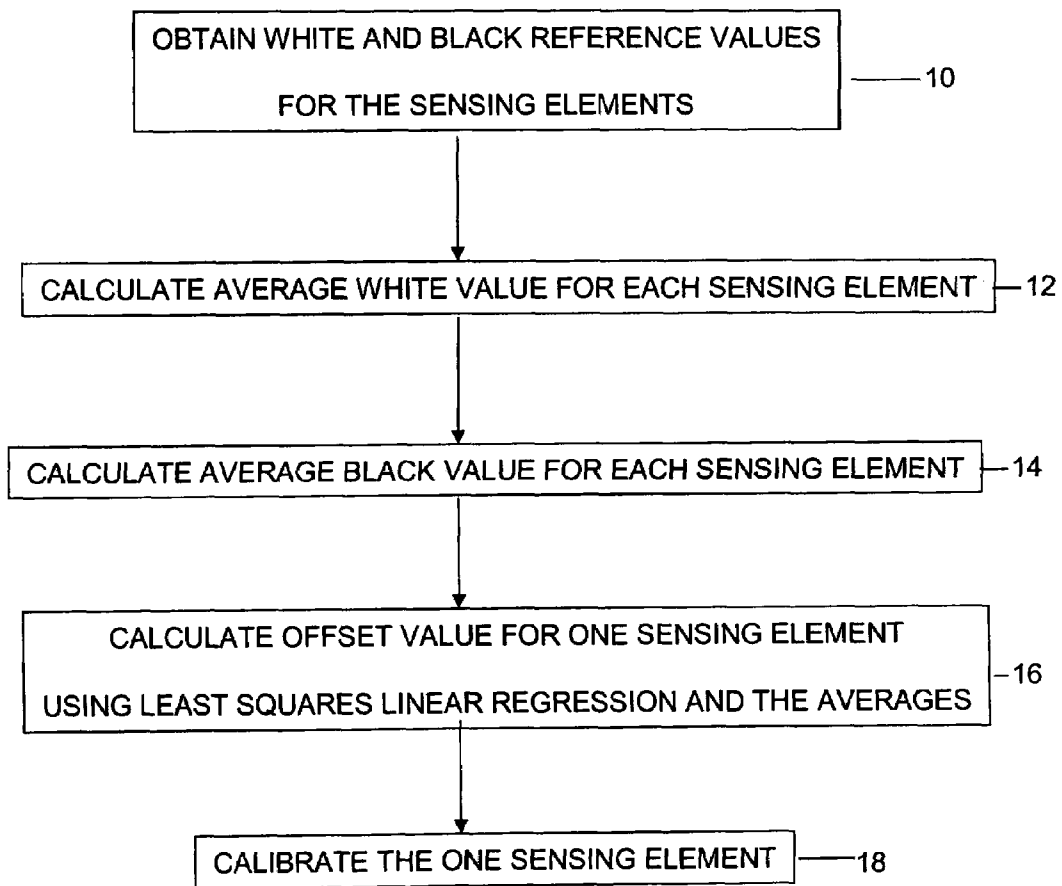 OBTAIN WHITE AND BLACK REFERENCE VALUES
FOR THE SENSING ELEMENTS
10
CALCULATE AVERAGE WHITE VALUE FOR EACH SENSING ELEMENT
12
CALCULATE AVERAGE BLACK VALUE FOR EACH SENSING ELEMENT
14
CALCULATE OFFSET VALUE FOR ONE SENSING ELEMENT
USING LEAST SQUARES LINEAR REGRESSION AND THE AVERAGES
16
CALIBRATE THE ONE SENSING ELEMENT
18